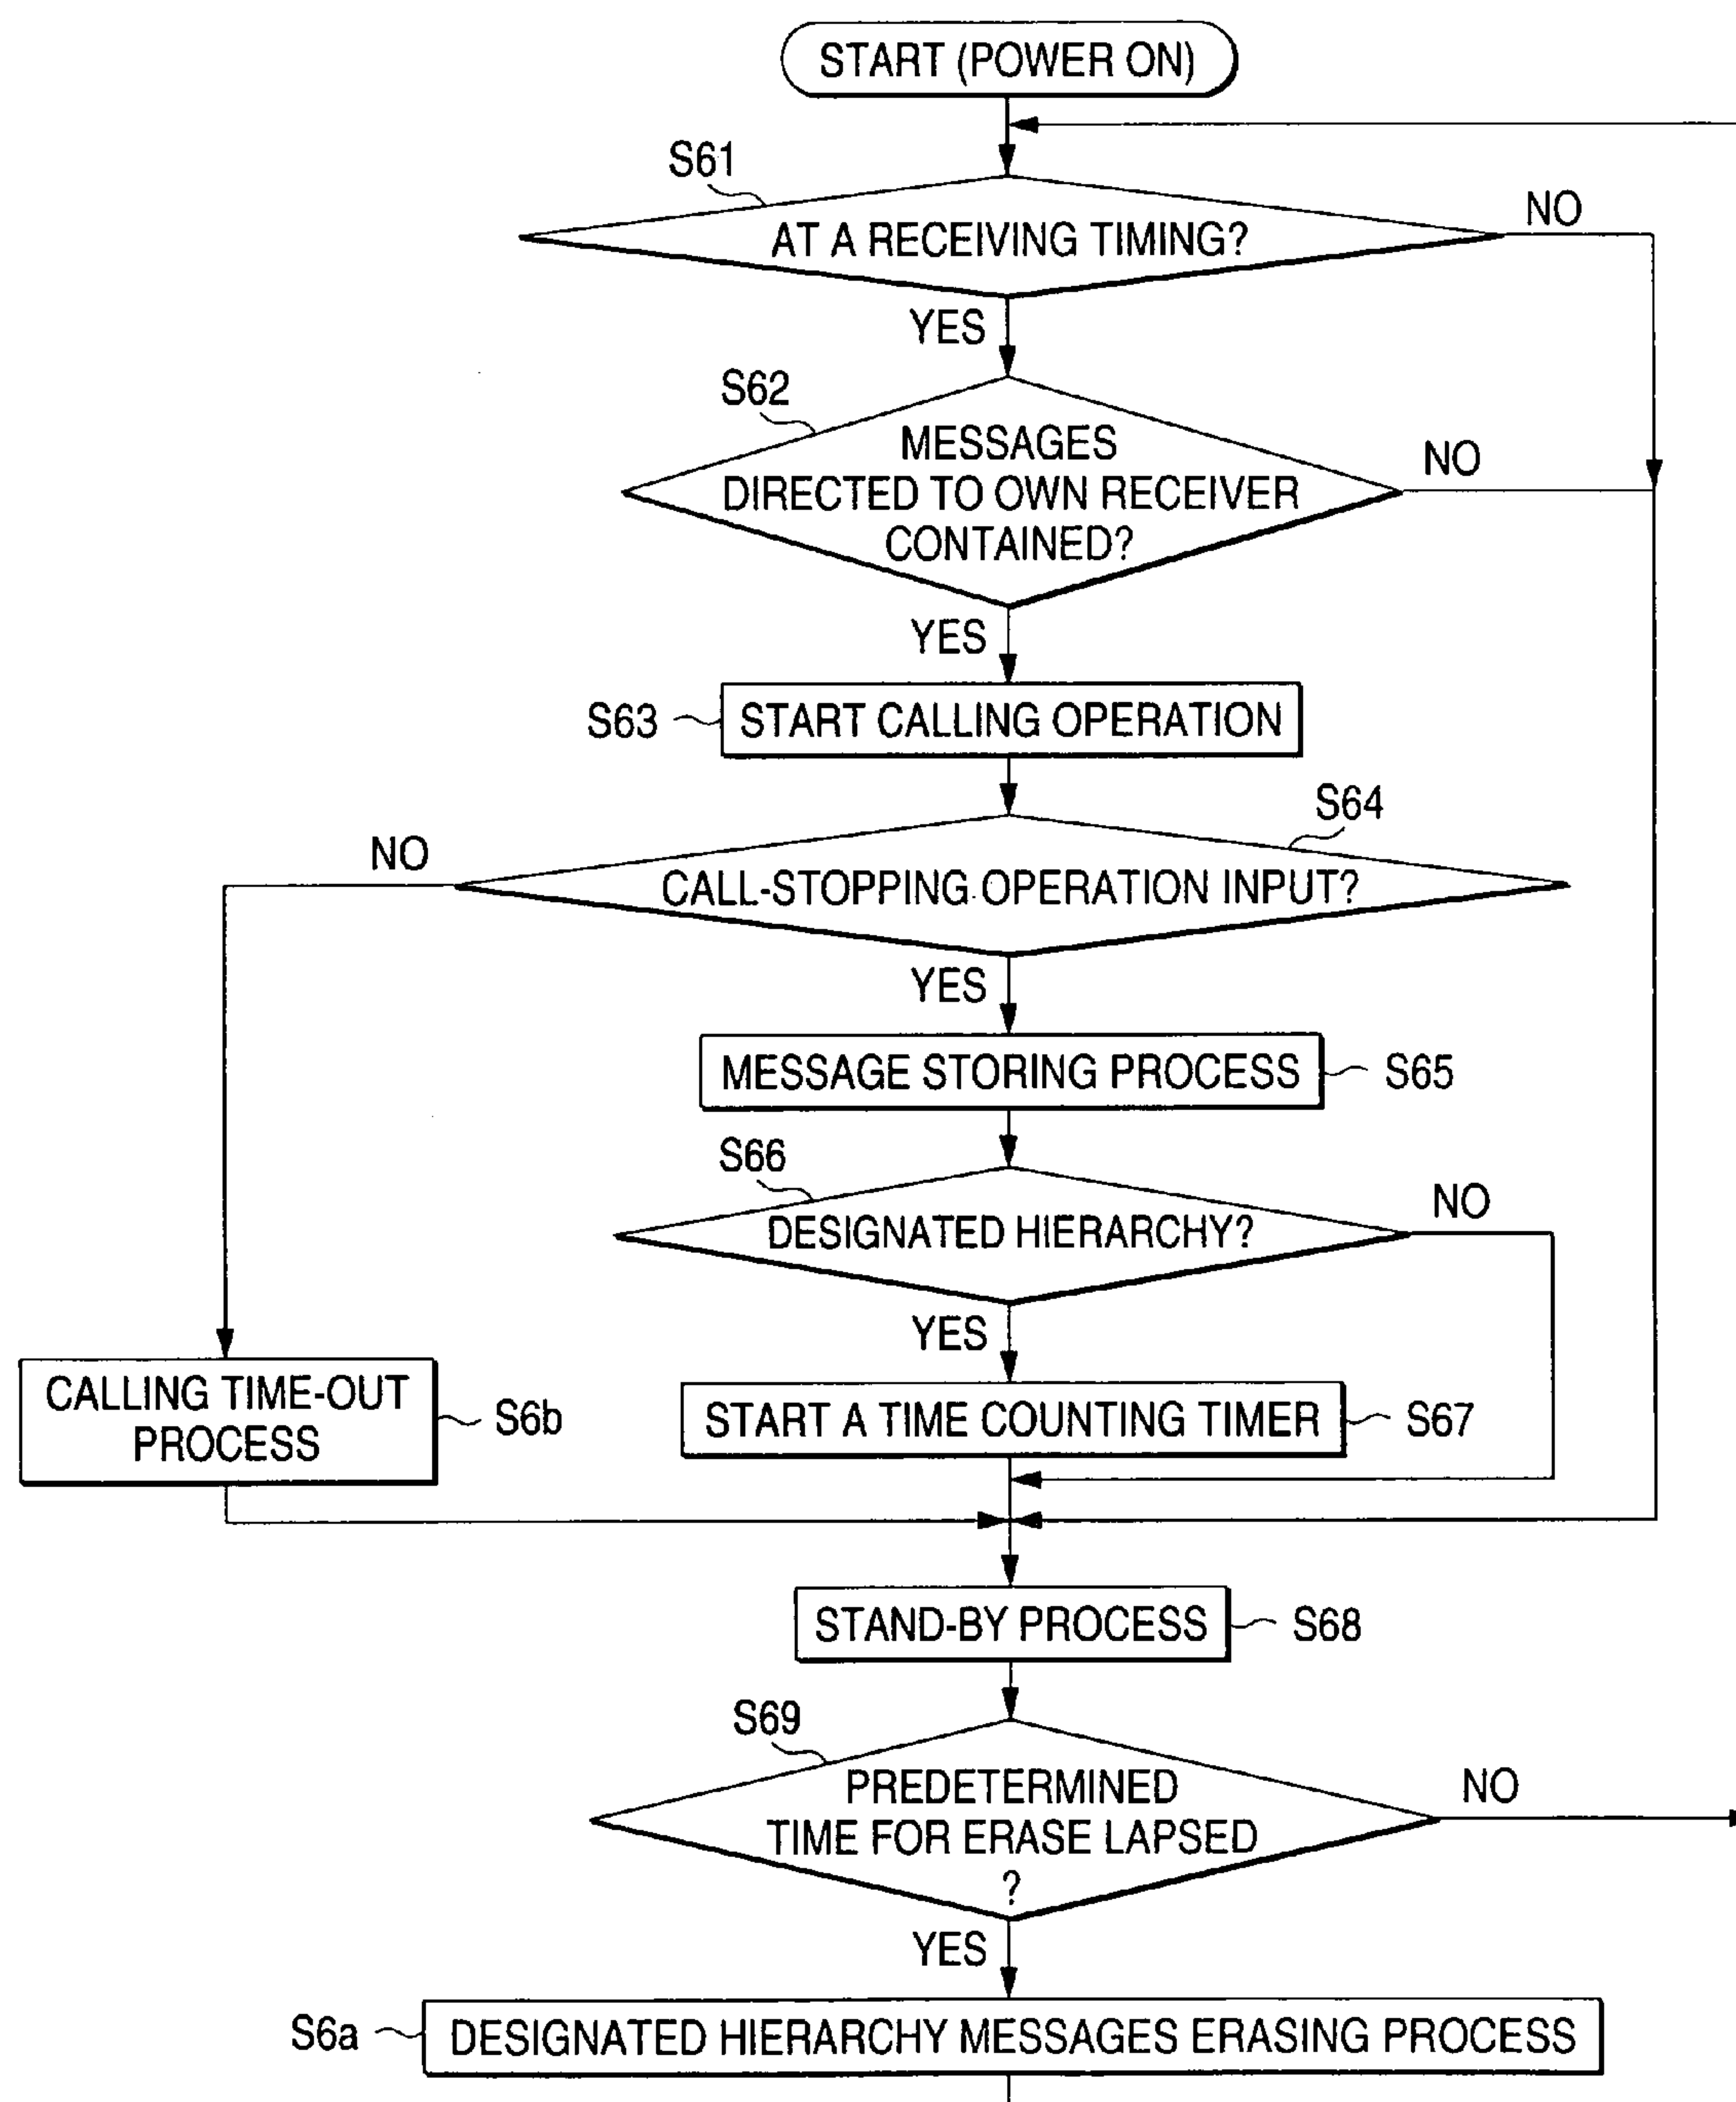 START (POWER ON)
S61
AT A RECEIVING TIMING?
NO
YES
S62
MESSAGES
DIRECTED TO OWN RECEIVER
CONTAINED?
NO
YES
S63
START CALLING OPERATION
S64
NO
CALL-STOPPING OPERATION INPUT?
YES
MESSAGE STORING PROCESS
S65
S66
DESIGNATED HIERARCHY?
NO
YES
CALLING TIME-OUT
PROCESS
S6b
START A TIME COUNTING TIMER
S67
STAND-BY PROCESS
S68
S69
PREDETERMINED
TIME FOR ERASE LAPSED
?
NO
YES
S6a
DESIGNATED HIERARCHY MESSAGES ERASING PROCESS